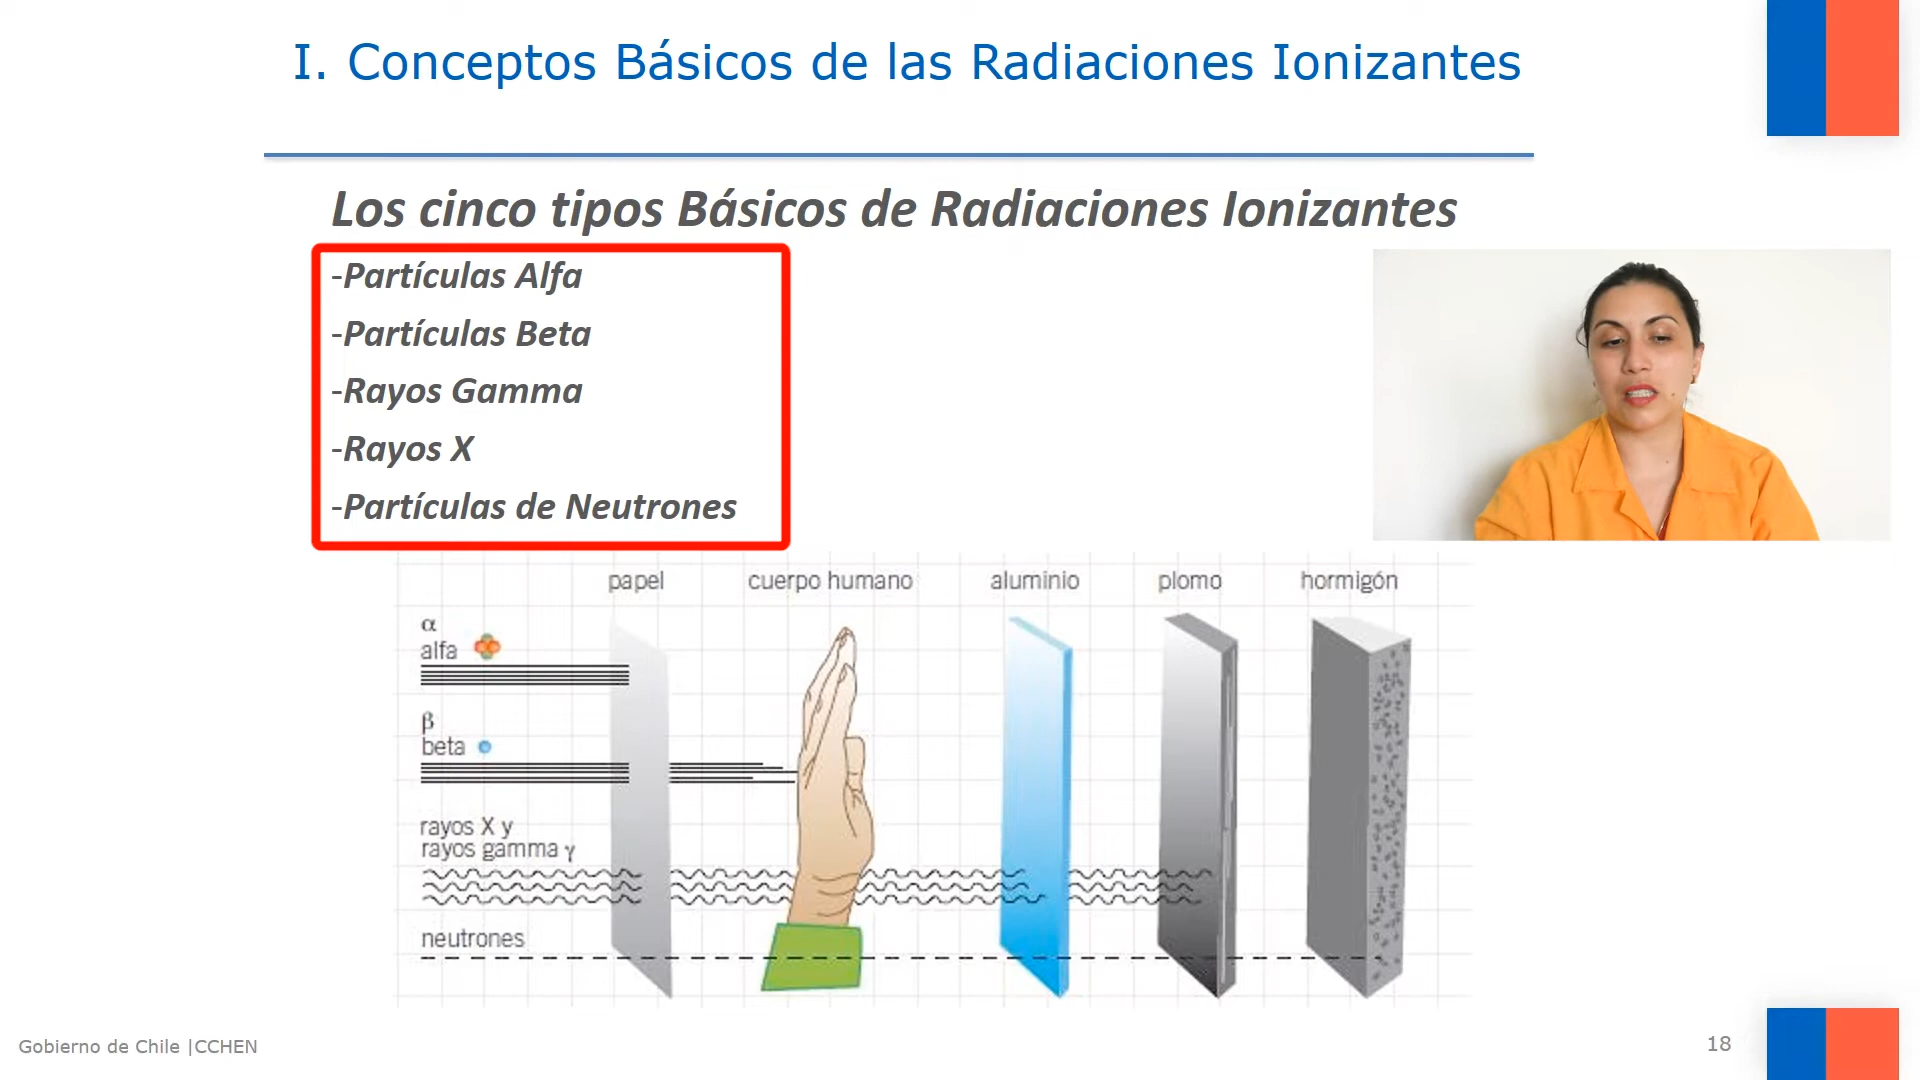 I. Conceptos Básicos de las Radiaciones Ionizantes
Los cinco tipos Básicos de Radiaciones Ionizantes
-Partículas Alfa
-Partículas Beta
-Rayos Gamma
-Rayos X
-Partículas de Neutrones
papel cuerpo humano aluminio plomo hormigón
α
alfa
β
beta
rayos X y
rayos gamma γ
neutrones
Gobierno de Chile |CCHEN
18